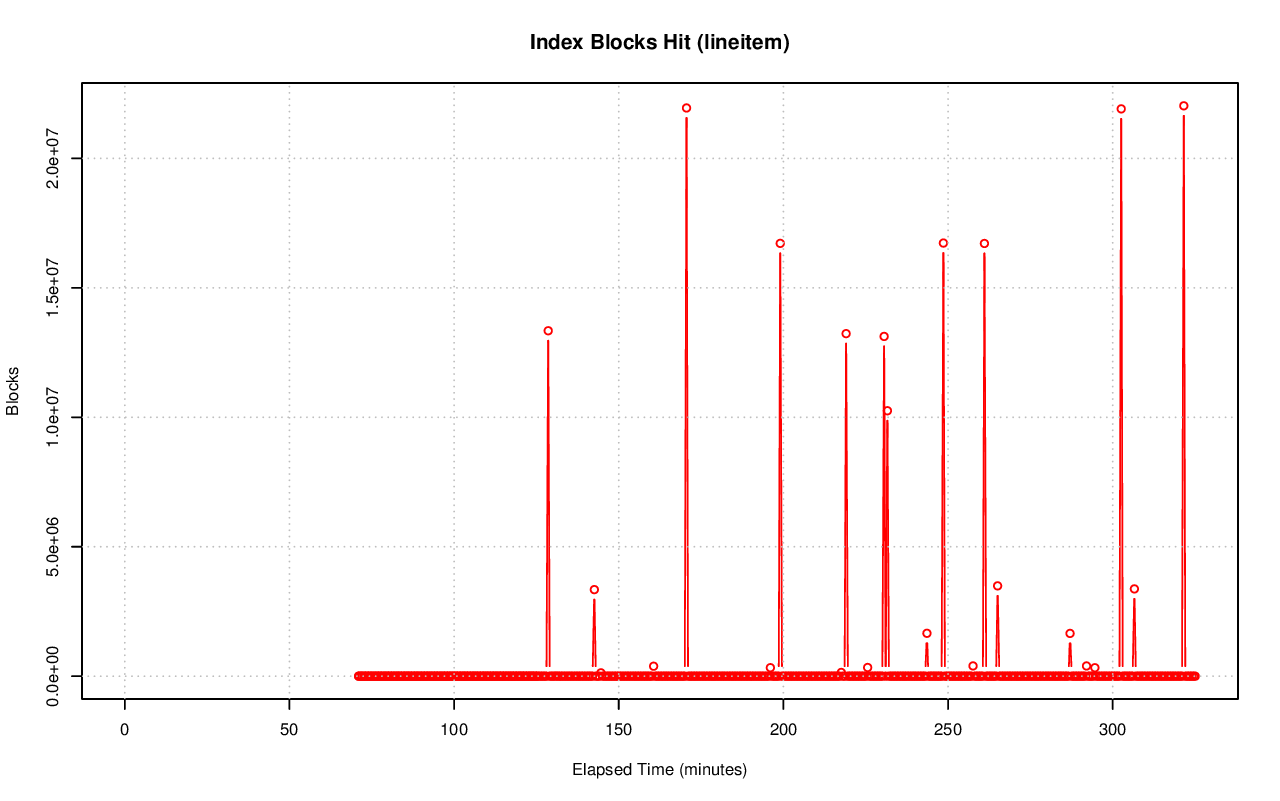 Index Blocks Hit (lineitem)
Blocks
2.0e+07
1.5e+07
1.0e+07
5.0e+06
0.0e+00
0 50 100 150 200 250 300
Elapsed Time (minutes)